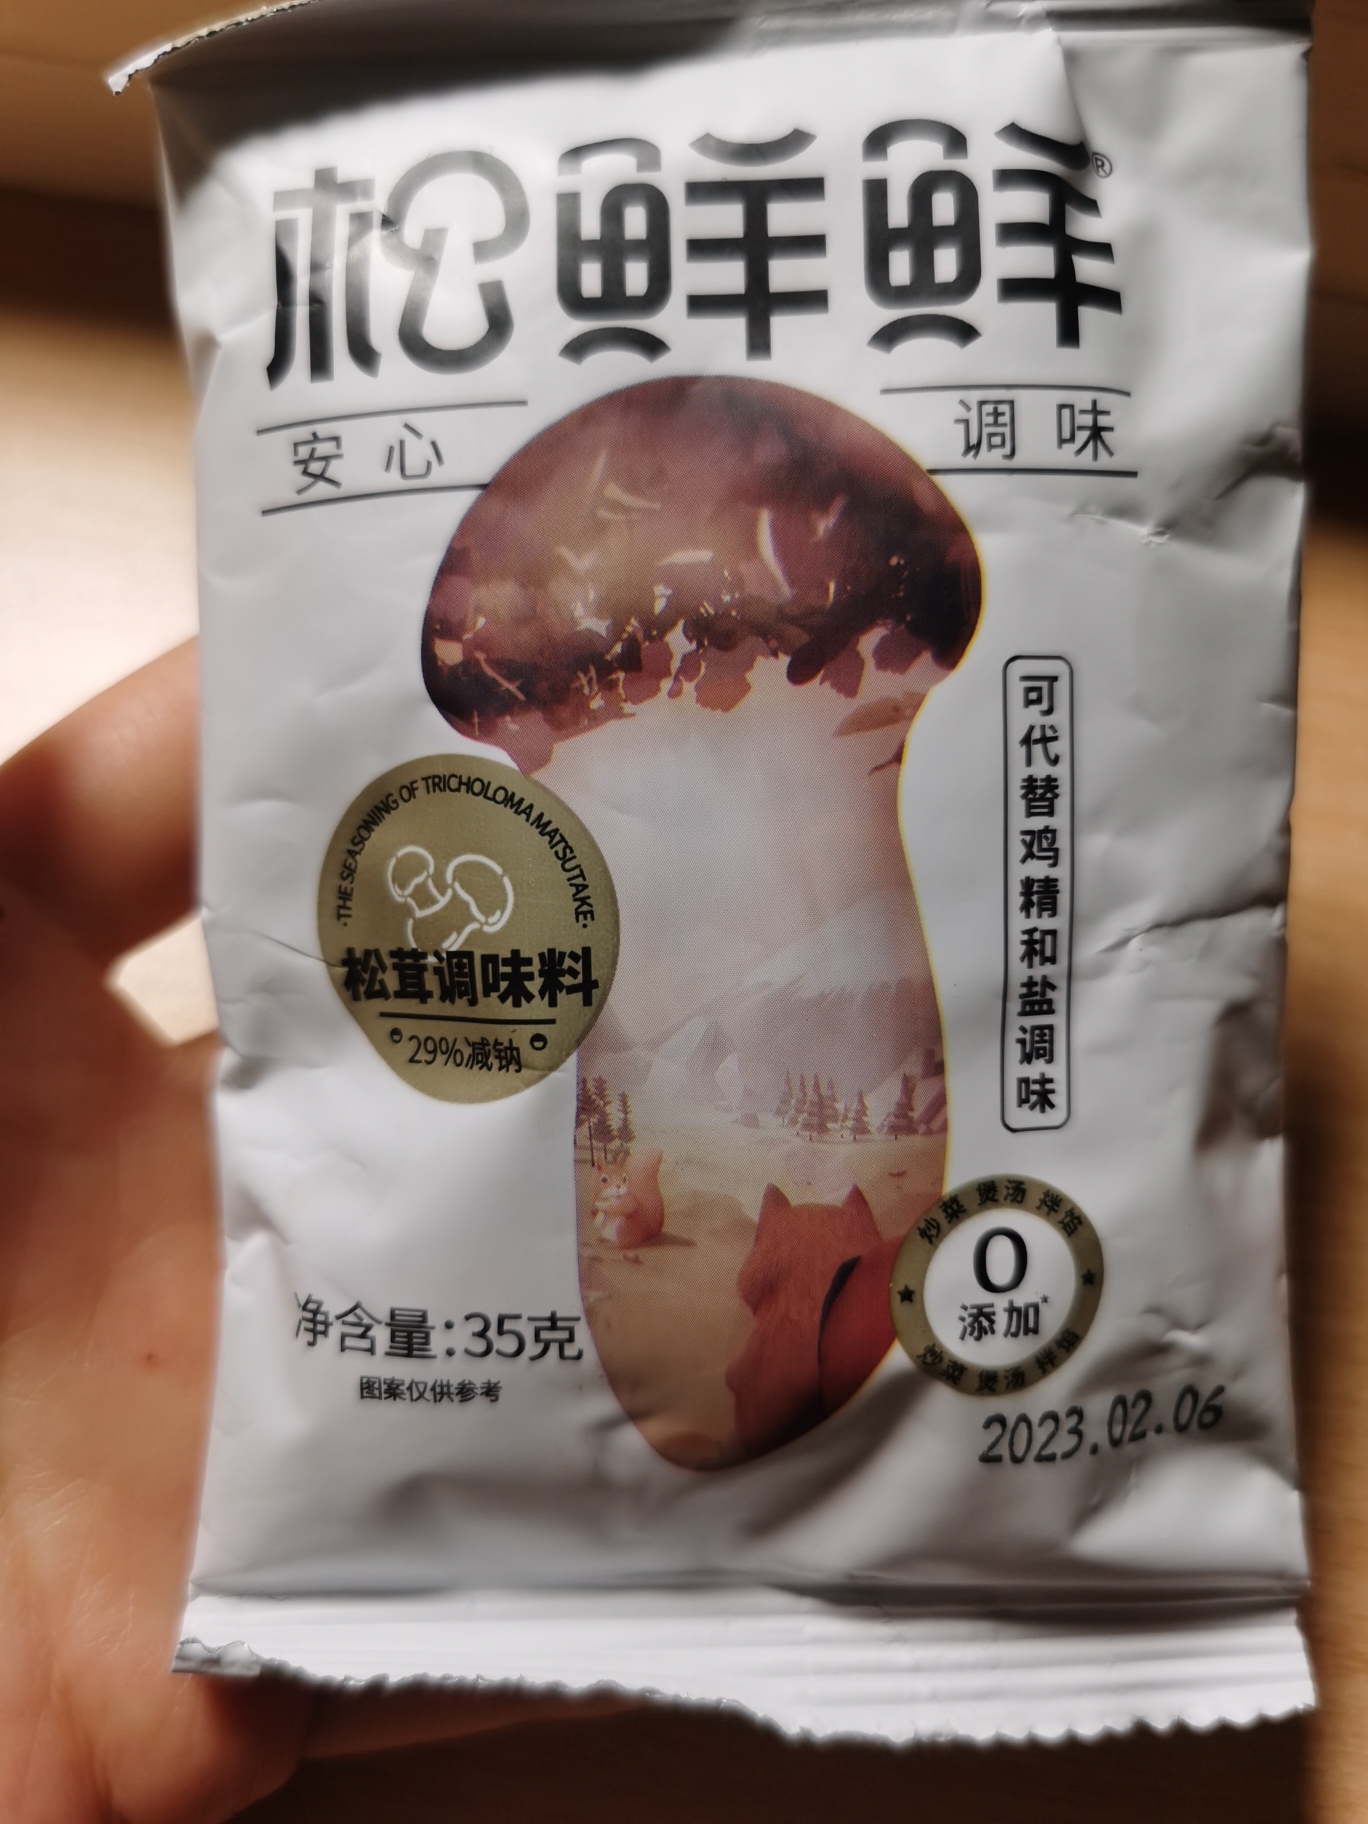 松鲜鲜®
安心
调味
·THE SEASONING OF TRICHOLOMA MATSUTAKE·
松茸调味料
29%减钠
可代替鸡精和盐调味
炒菜 煲汤 拌馅
0
添加*
炒菜 煲汤 拌馅
净含量:35克
图案仅供参考
2023.02.06